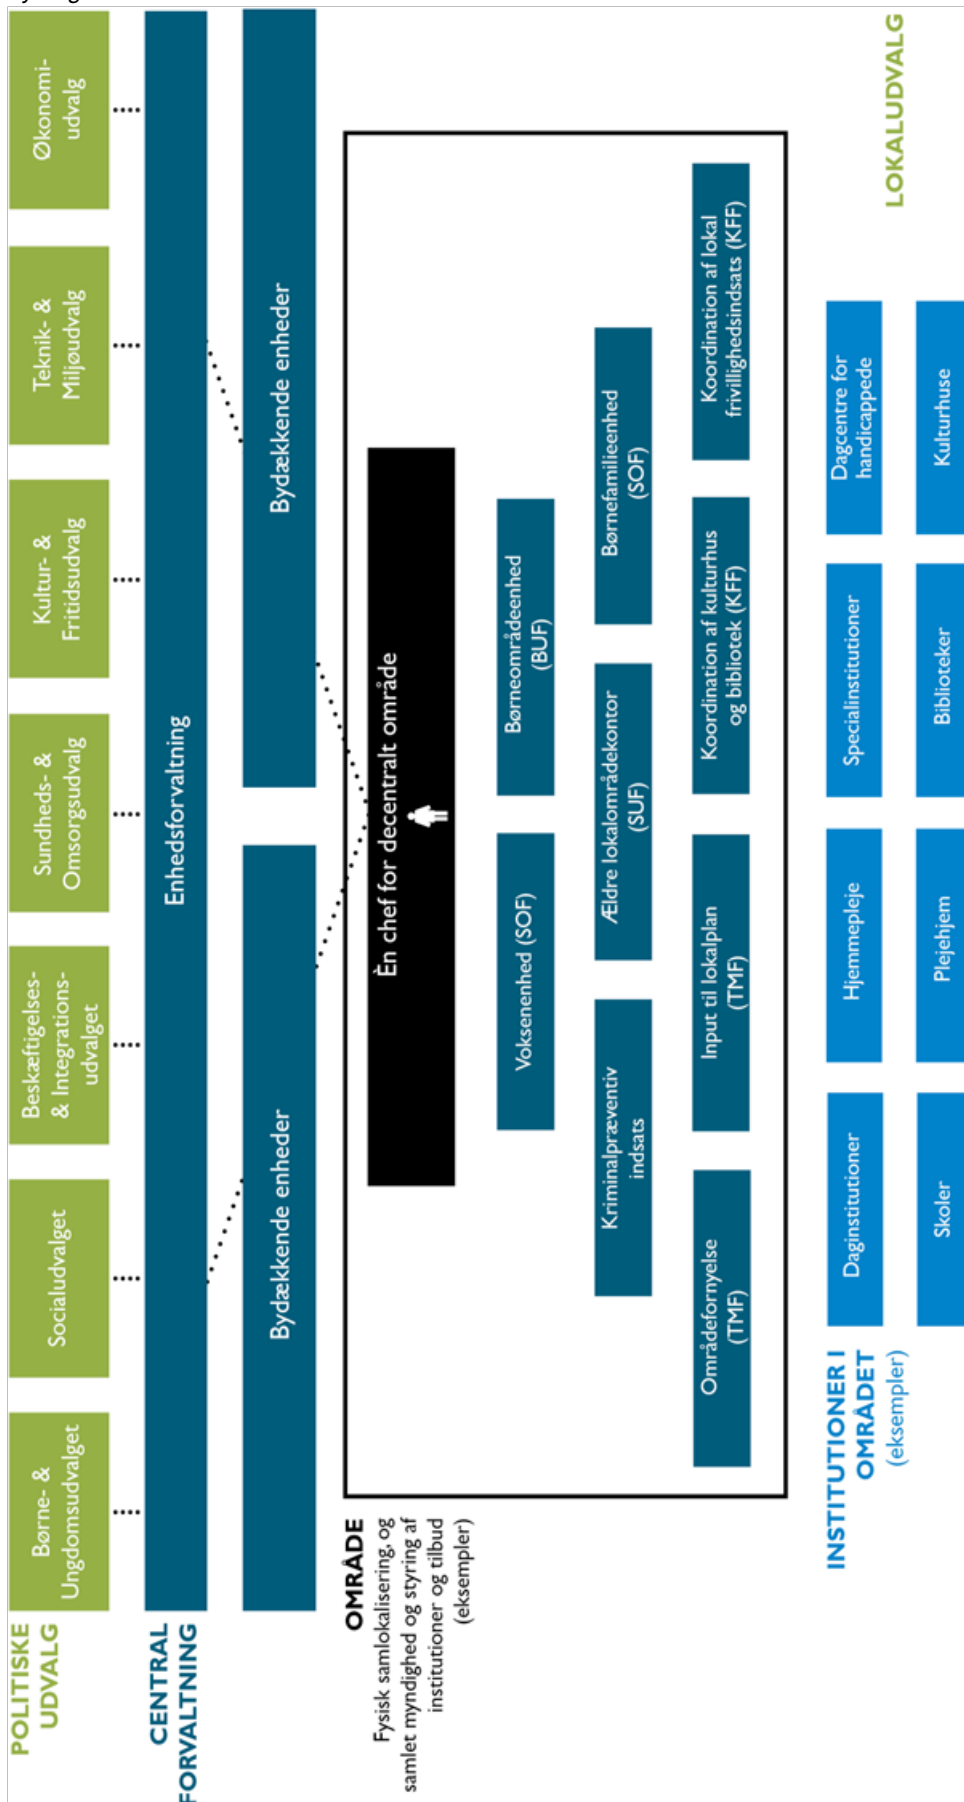 POLITISKE
UDVALG
Børne- &
Ungdomsudvalget
Socialudvalget
Beskæftigelses-
& Integrations-
udvalget
Sundheds- &
Omsorgsudvalg
Kultur- &
Fritidsudvalg
Teknik- &
Miljøudvalg
Økonomi-
udvalg
CENTRAL
FORVALTNING
Enhedsforvaltning
Bydækkende enheder
Bydækkende enheder
OMRÅDE
Fysisk samlokalisering, og
samlet myndighed og styring af
institutioner og tilbud
(eksempler)
Èn chef for decentralt område
Voksenenhed (SOF)
Børneområdeenhed
(BUF)
Kriminalpræventiv
indsats
Ældre lokalområdekontor
(SUF)
Børnefamilieenhed
(SOF)
Områdefornyelse
(TMF)
Input til lokalplan
(TMF)
Koordination af kulturhus
og bibliotek (KFF)
Koordination af lokal
frivillighedsindsats (KFF)
INSTITUTIONER I
OMRÅDET
(eksempler)
Daginstitutioner
Hjemmepleje
Specialinstitutioner
Dagcentre for
handicappede
Skoler
Plejehjem
Biblioteker
Kulturhuse
LOKALUDVALG